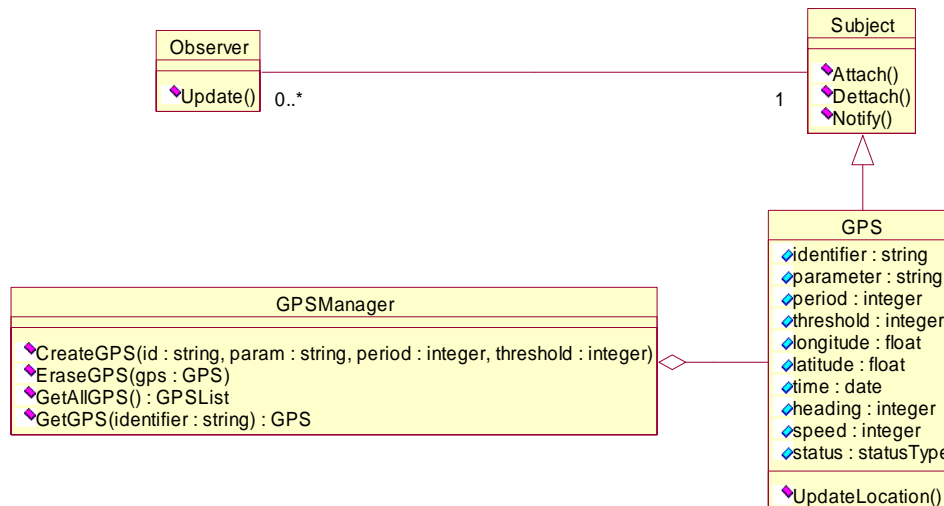 Observer
Update()
0..*
1
Subject
Attach()
Dettach()
Notify()
GPS
identifier : string
parameter : string
period : integer
threshold : integer
longitude : float
latitude : float
time : date
heading : integer
speed : integer
status : statusType
UpdateLocation()
GPSManager
CreateGPS(id : string, param : string, period : integer, threshold : integer)
EraseGPS(gps : GPS)
GetAllGPS() : GPSList
GetGPS(identifier : string) : GPS